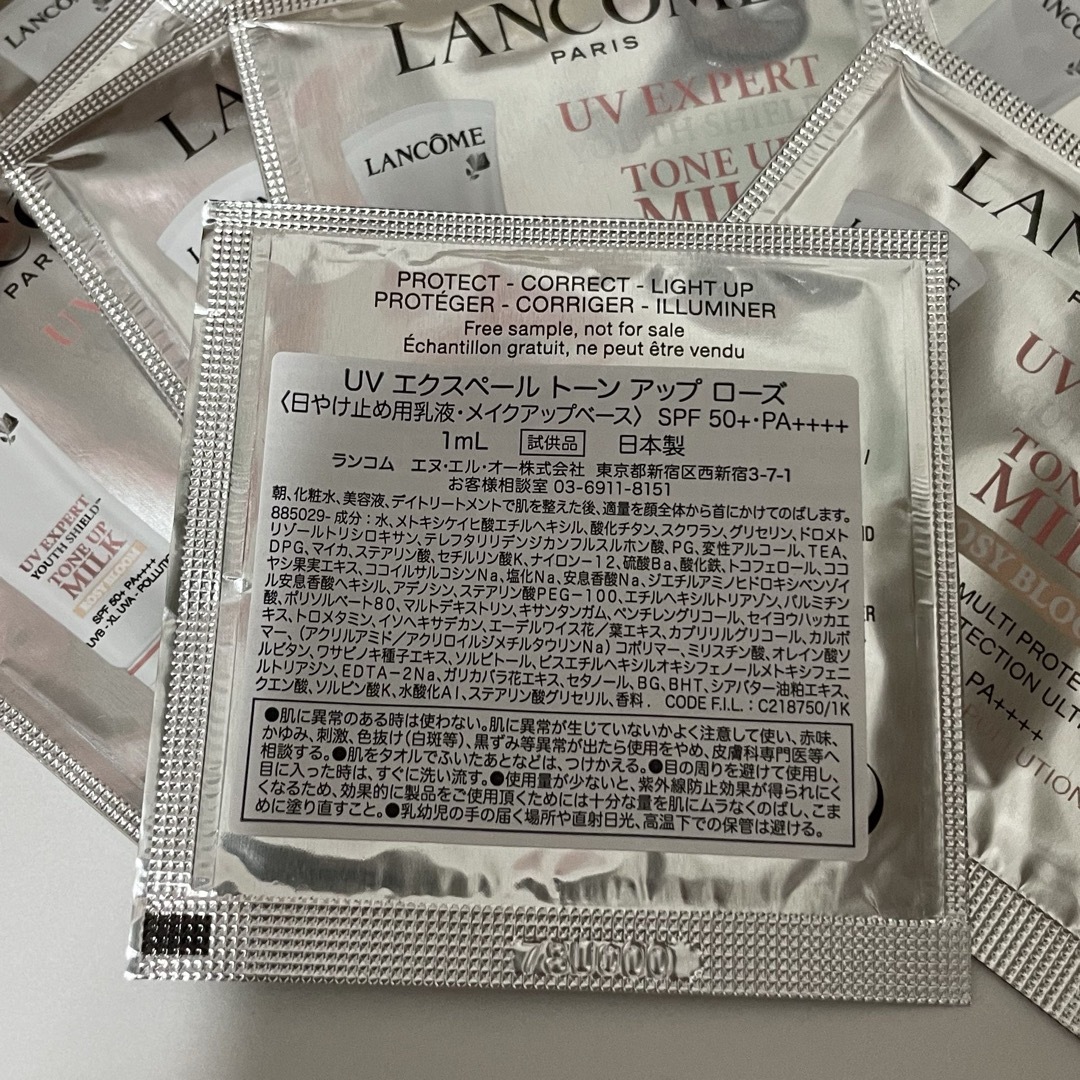 LANCÔME
PARIS
UV EXPERT
YOUTH SHIELD
TONE UP
MILK
LANCÔME
UV EXPERT
YOUTH SHIELD™
TONE UP
MILK
ROSY BLOOM
SPF 50+ PA++++
PROTECT - CORRECT - LIGHT UP
PROTÉGER - CORRIGER - ILLUMINER
Free sample, not for sale
Échantillon gratuit, ne peut être vendu
UV エクスペール トーン アップ ローズ
〈日やけ止め用乳液・メイクアップベース〉 SPF 50+・PA++++
1mL 試供品 日本製
ランコム エヌ・エル・オー株式会社 東京都新宿区西新宿3-7-1
お客様相談室 03-6911-8151
朝、化粧水、美容液、デイトリートメントで肌を整えた後、適量を顔全体から首にかけてのばします。
885029- 成分：水、メトキシケイヒ酸エチルヘキシル、酸化チタン、スクワラン、グリセリン、ドロメト
リゾールトリシロキサン、テレフタリリデンジカンフルスルホン酸、PG、変性アルコール、TEA、
DPG、マイカ、ステアリン酸、セチルリン酸K、ナイロン-12、硫酸Ba、酸化鉄、トコフェロール、ココ
ヤシ果実エキス、ココイルサルコシンNa、塩化Na、安息香酸Na、ジエチルアミノヒドロキシベンゾイ
ル安息香酸ヘキシル、アデノシン、ステアリン酸PEG-100、エチルヘキシルトリアゾン、パルミチン
酸、ポリソルベート80、マルトデキストリン、キサンタンガム、ペンチレングリコール、セイヨウハッカエ
キス、トロメタミン、イソヘキサデカン、エーデルワイス花/葉エキス、カプリリルグリコール、カルボ
マー、(アクリルアミド/アクリロイルジメチルタウリンNa)コポリマー、ミリスチン酸、オレイン酸ソ
ルビタン、ワサビノキ種子エキス、ソルビトール、ビスエチルヘキシルオキシフェノールメトキシフェニ
ルトリアジン、EDTA-2Na、ガリカバラ花エキス、セタノール、BG、BHT、シアバター油粕エキス、
クエン酸、ソルビン酸K、水酸化Al、ステアリン酸グリセリル、香料． CODE F.I.L. : C218750/1K
●肌に異常のある時は使わない。肌に異常が生じていないかよく注意して使い、赤味、
かゆみ、刺激、色抜け(白斑等)、黒ずみ等異常が出たら使用をやめ、皮膚科専門医等へ
相談する。●肌をタオルでふいたあとなどは、つけかえる。●目の周りを避けて使用し、
目に入った時は、すぐに洗い流す。●使用量が少ないと、紫外線防止効果が得られにく
くなるため、効果的に製品をご使用頂くためには十分な量を肌にムラなくのばし、こま
めに塗り直すこと。●乳幼児の手の届く場所や直射日光、高温下での保管は避ける。